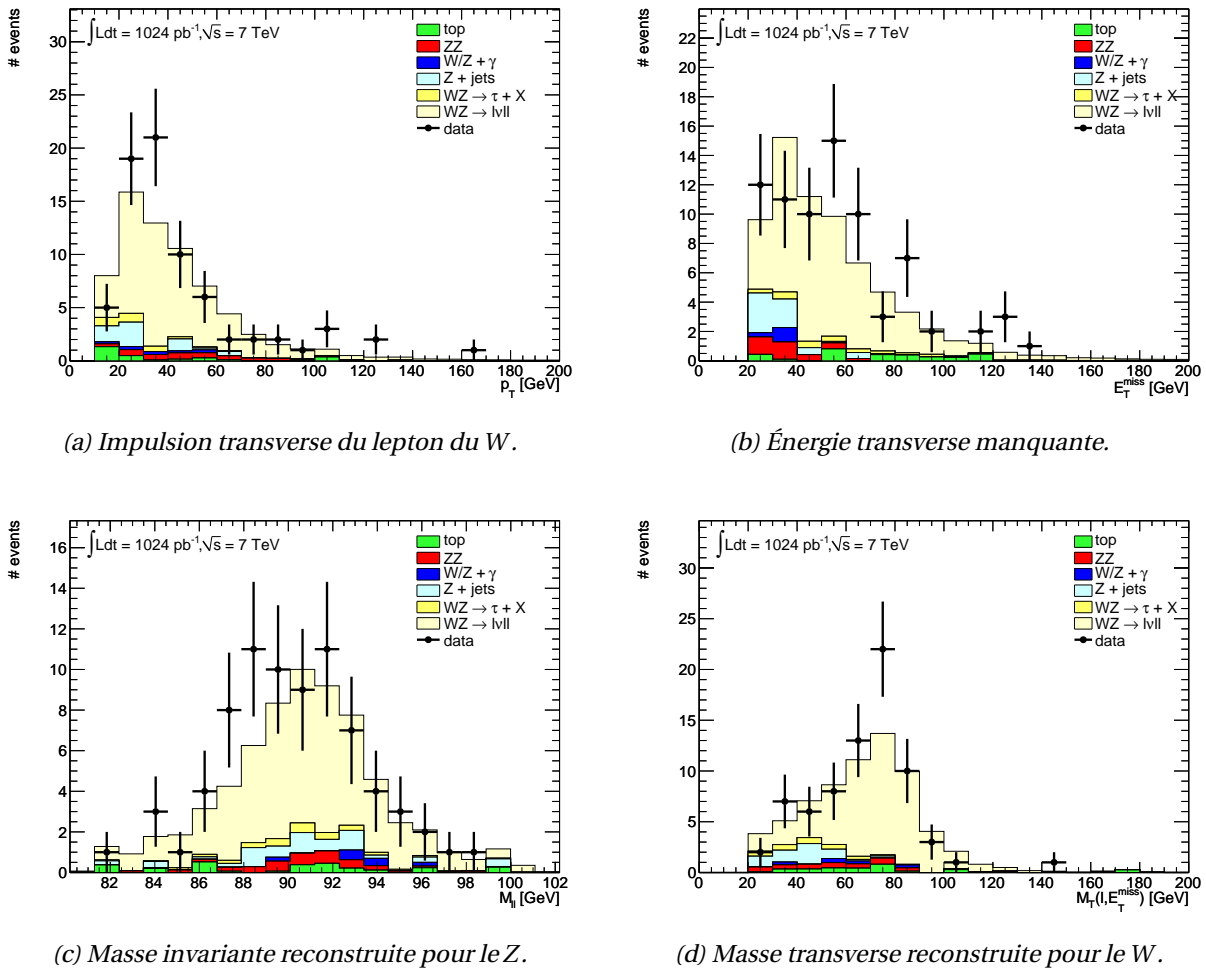 # events
∫Ldt = 1024 pb⁻¹,√s = 7 TeV
top
ZZ
W/Z + γ
Z + jets
WZ → τ + X
WZ → lνll
data
30
25
20
15
10
5
0
0 20 40 60 80 100 120 140 160 180 200
p_T [GeV]
(a) Impulsion transverse du lepton du W.
# events
∫Ldt = 1024 pb⁻¹,√s = 7 TeV
top
ZZ
W/Z + γ
Z + jets
WZ → τ + X
WZ → lνll
data
22
20
18
16
14
12
10
8
6
4
2
0
0 20 40 60 80 100 120 140 160 180 200
E_T^miss [GeV]
(b) Énergie transverse manquante.
# events
∫Ldt = 1024 pb⁻¹,√s = 7 TeV
top
ZZ
W/Z + γ
Z + jets
WZ → τ + X
WZ → lνll
data
16
14
12
10
8
6
4
2
0
82 84 86 88 90 92 94 96 98 100 102
M_ll [GeV]
(c) Masse invariante reconstruite pour le Z.
# events
∫Ldt = 1024 pb⁻¹,√s = 7 TeV
top
ZZ
W/Z + γ
Z + jets
WZ → τ + X
WZ → lνll
data
30
25
20
15
10
5
0
0 20 40 60 80 100 120 140 160 180 200
M_T(l,E_T^miss) [GeV]
(d) Masse transverse reconstruite pour le W.